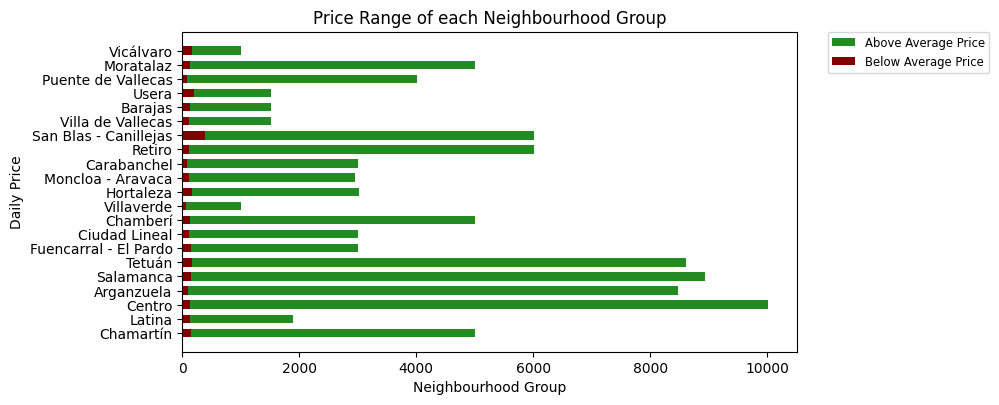 Price Range of each Neighbourhood Group
Above Average Price
Below Average Price
Daily Price
Vicálvaro
Moratalaz
Puente de Vallecas
Usera
Barajas
Villa de Vallecas
San Blas - Canillejas
Retiro
Carabanchel
Moncloa - Aravaca
Hortaleza
Villaverde
Chamberí
Ciudad Lineal
Fuencarral - El Pardo
Tetuán
Salamanca
Arganzuela
Centro
Latina
Chamartín
0 2000 4000 6000 8000 10000
Neighbourhood Group